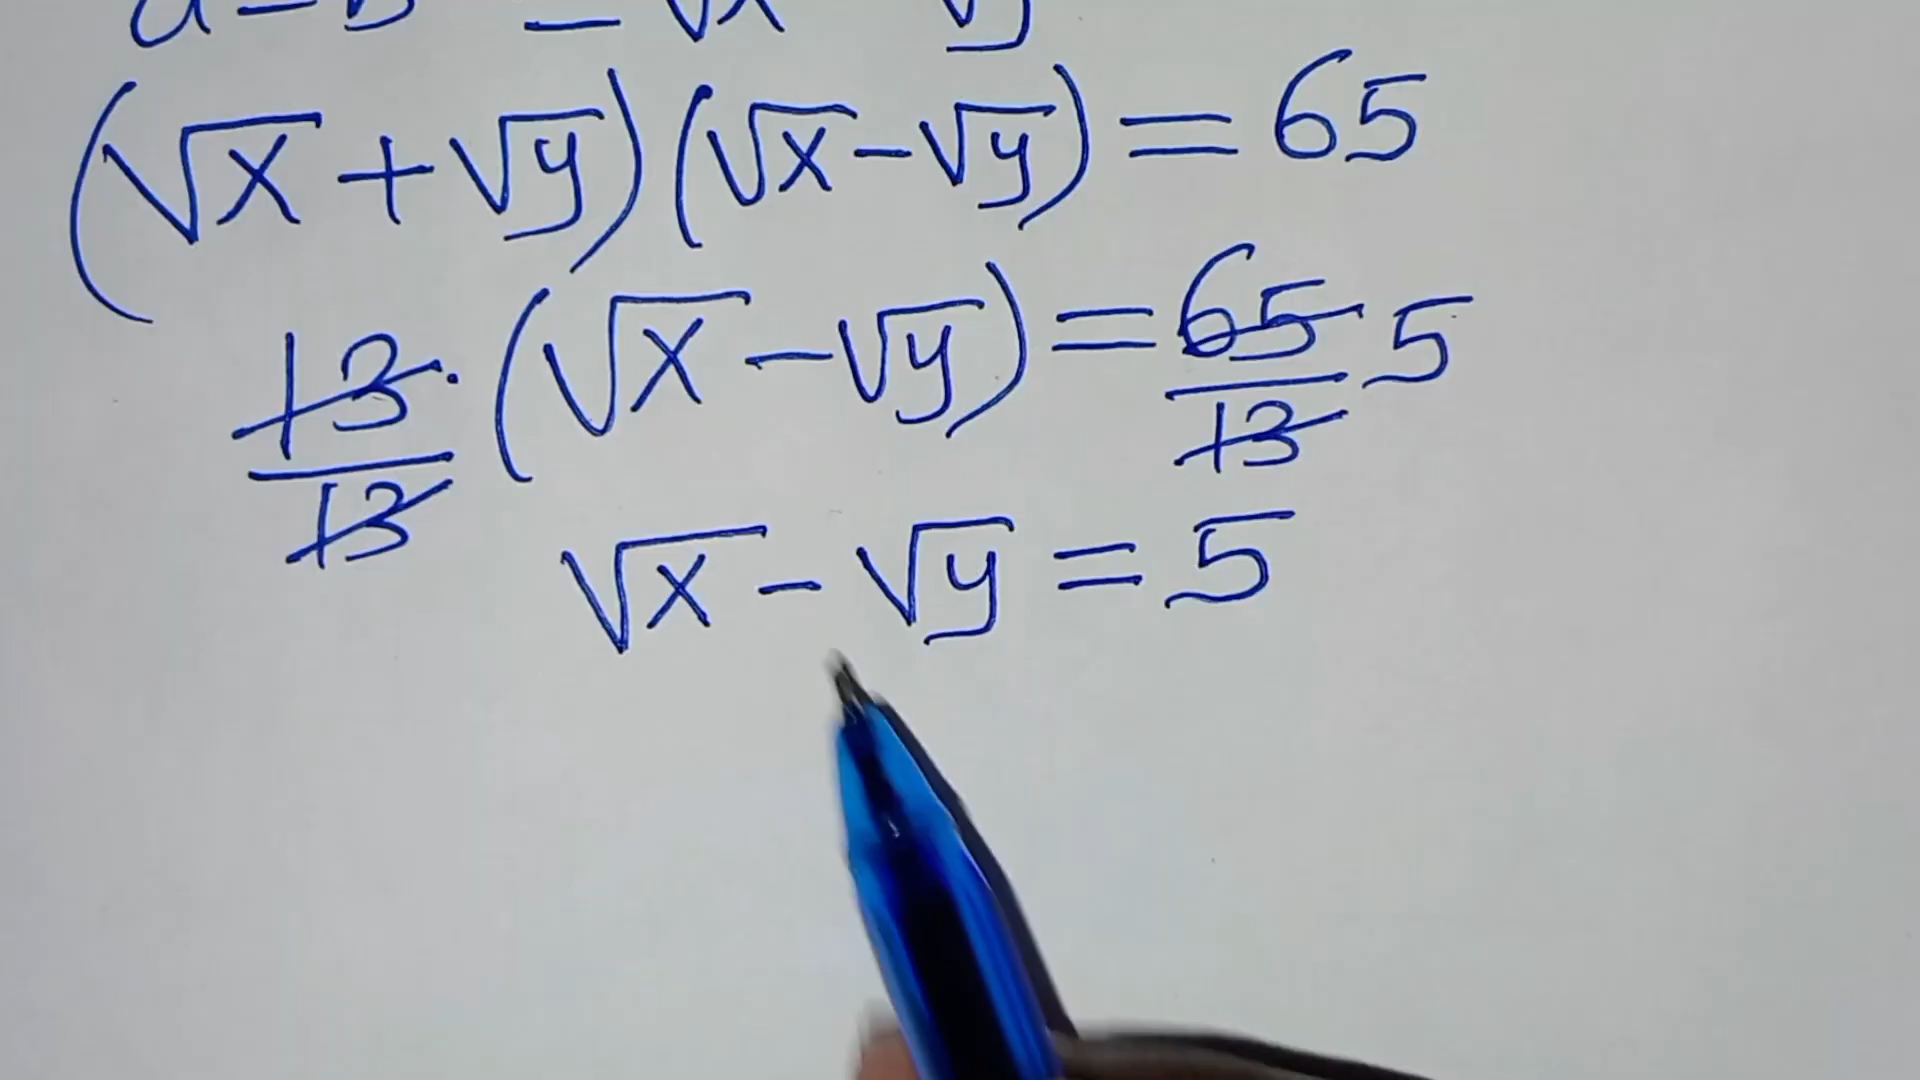 (√x + √y)(√x - √y) = 65
13/13 · (√x - √y) = 65/13 5
√x - √y = 5